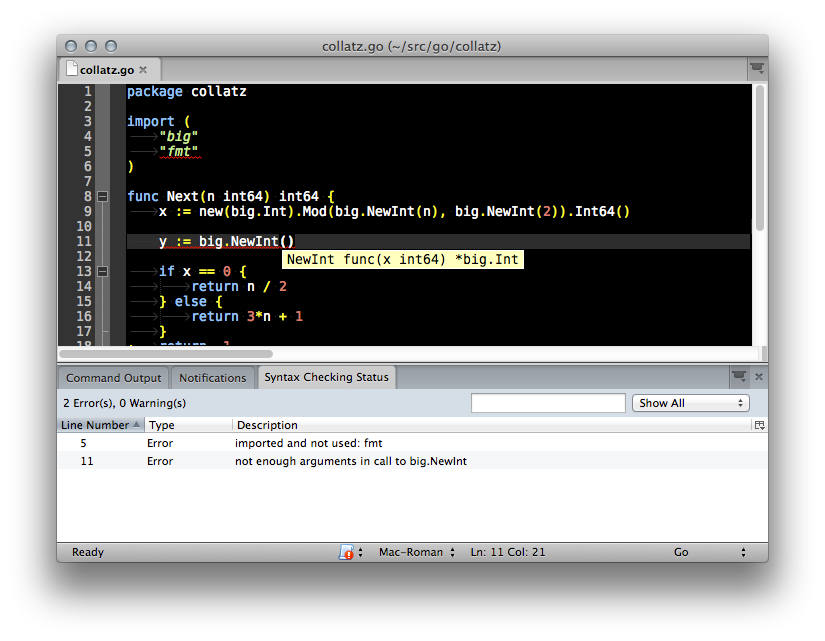 collatz.go (~/src/go/collatz)
collatz.go
1 package collatz
2
3 import (
4 "big"
5 "fmt"
6 )
7
8 func Next(n int64) int64 {
9 x := new(big.Int).Mod(big.NewInt(n), big.NewInt(2)).Int64()
10
11 y := big.NewInt()
12
NewInt func(x int64) *big.Int
13 if x == 0 {
14 return n / 2
15 } else {
16 return 3*n + 1
17 }
18 return
Command Output Notifications Syntax Checking Status
2 Error(s), 0 Warning(s) Show All
Line Number Type Description
5 Error imported and not used: fmt
11 Error not enough arguments in call to big.NewInt
Ready Mac-Roman Ln: 11 Col: 21 Go